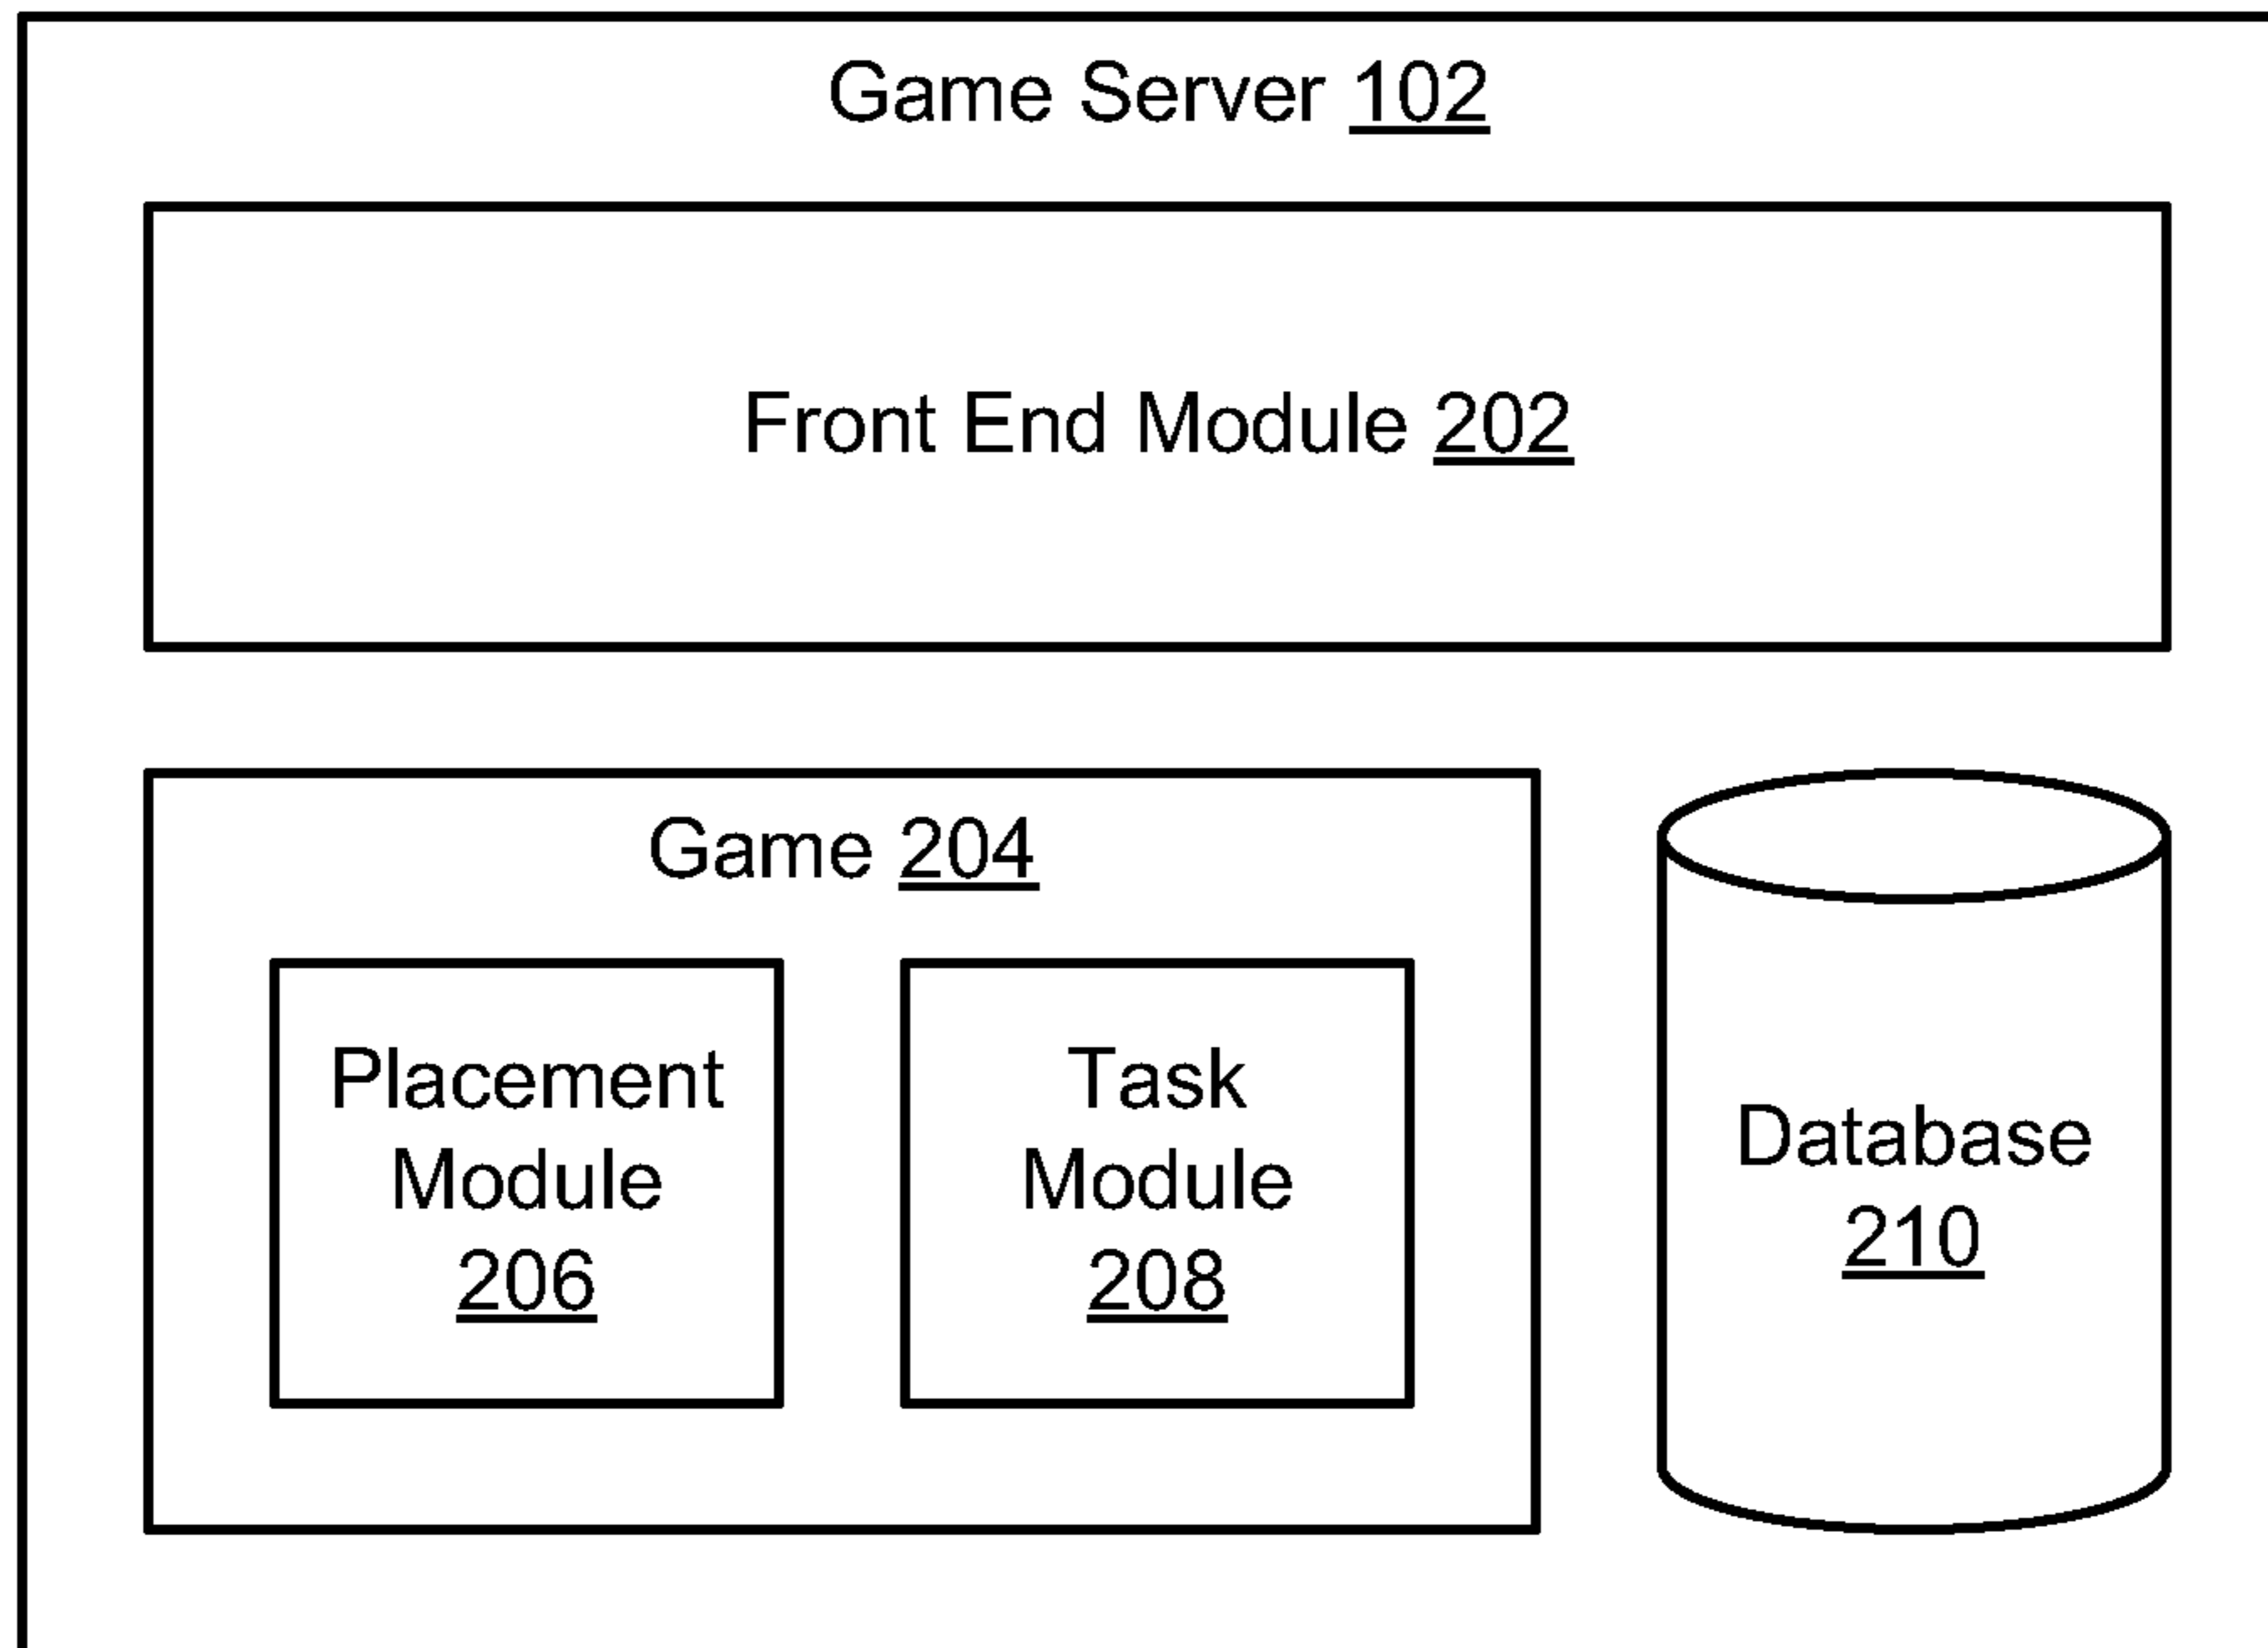 Game Server 102
Front End Module 202
Game 204
Placement
Module
206
Task
Module
208
Database
210